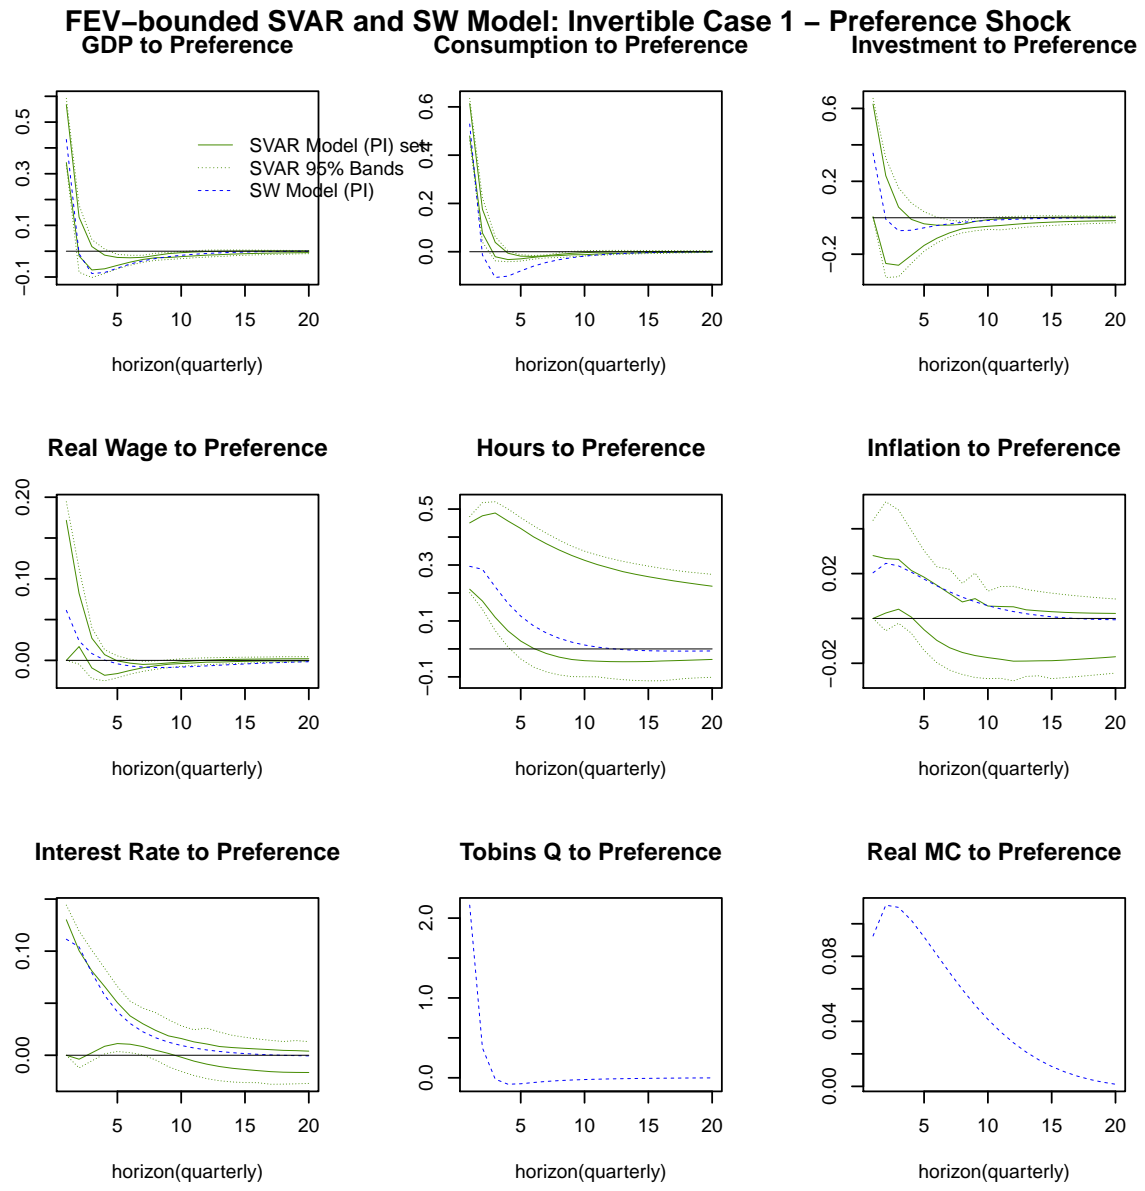 FEV−bounded SVAR and SW Model: Invertible Case 1 − Preference Shock
GDP to Preference
−0.1 0.1 0.3 0.5
SVAR Model (PI) set
SVAR 95% Bands
SW Model (PI)
5 10 15 20
horizon(quarterly)
Consumption to Preference
0.0 0.2 0.4 0.6
5 10 15 20
horizon(quarterly)
Investment to Preference
−0.2 0.2 0.6
5 10 15 20
horizon(quarterly)
Real Wage to Preference
0.00 0.10 0.20
5 10 15 20
horizon(quarterly)
Hours to Preference
−0.1 0.1 0.3 0.5
5 10 15 20
horizon(quarterly)
Inflation to Preference
−0.02 0.02
5 10 15 20
horizon(quarterly)
Interest Rate to Preference
0.00 0.10
5 10 15 20
horizon(quarterly)
Tobins Q to Preference
0.0 1.0 2.0
5 10 15 20
horizon(quarterly)
Real MC to Preference
0.00 0.04 0.08
5 10 15 20
horizon(quarterly)